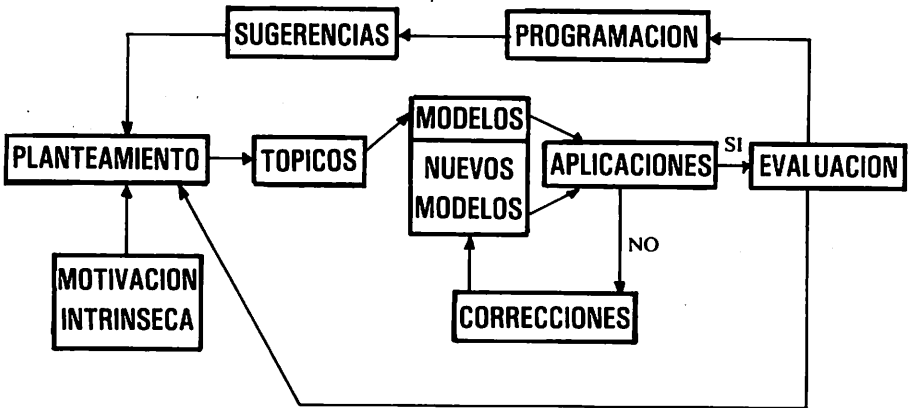 SUGERENCIAS
PROGRAMACION
PLANTEAMIENTO
TOPICOS
MODELOS
NUEVOS
MODELOS
APLICACIONES
SI
EVALUACION
NO
MOTIVACION
INTRINSECA
CORRECCIONES